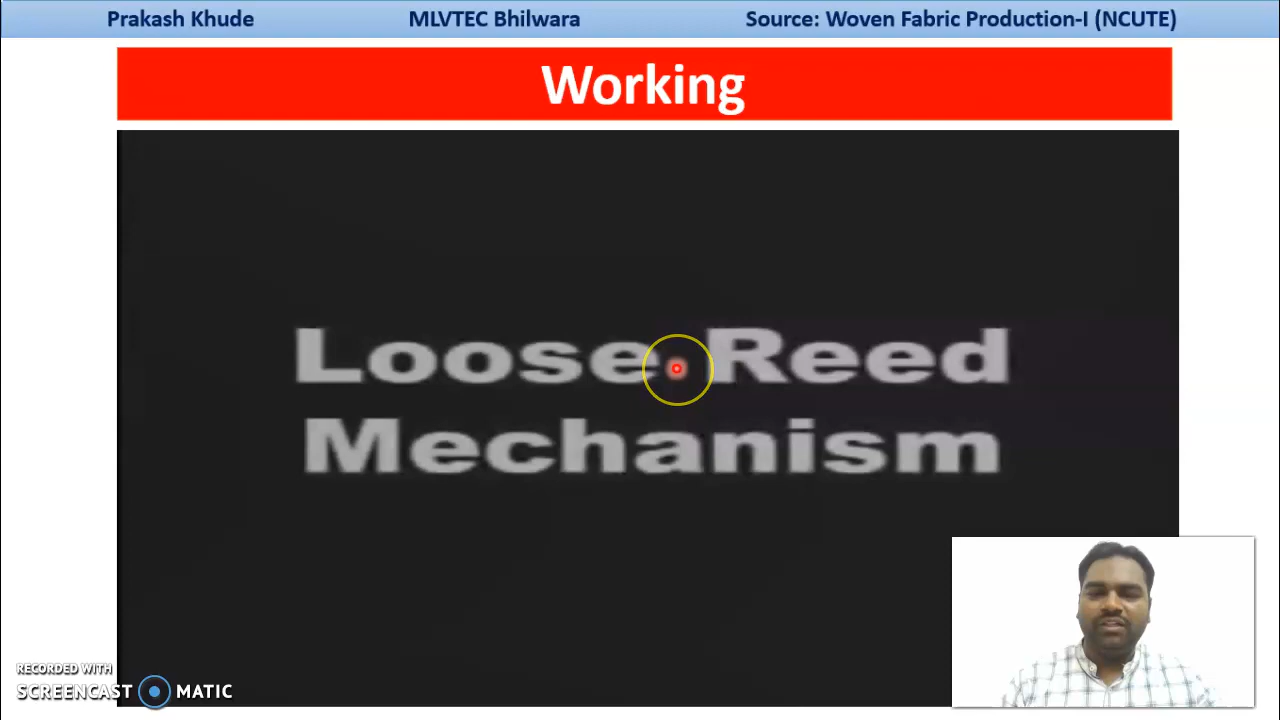 Prakash Khude MLVTEC Bhilwara Source: Woven Fabric Production-I (NCUTE)
Working
Loose Reed
Mechanism
RECORDED WITH
SCREENCAST MATIC